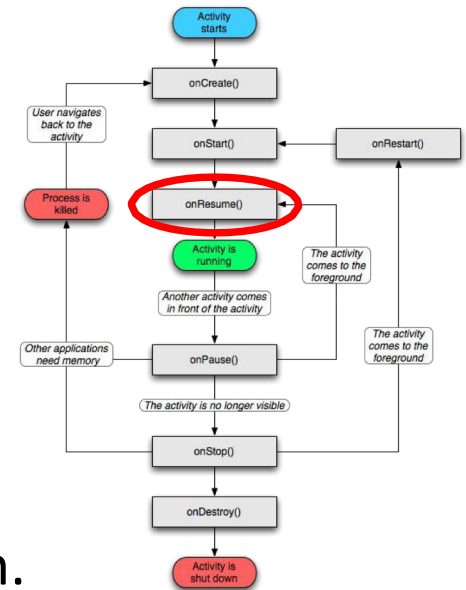 Activity
starts
onCreate()
User navigates
back to the
activity
onStart()
onRestart()
Process is
killed
onResume()
Activity is
running
The activity
comes to the
foreground
Another activity comes
in front of the activity
The activity
comes to the
foreground
Other applications
need memory
onPause()
The activity is no longer visible
onStop()
onDestroy()
Activity is
shut down
n.